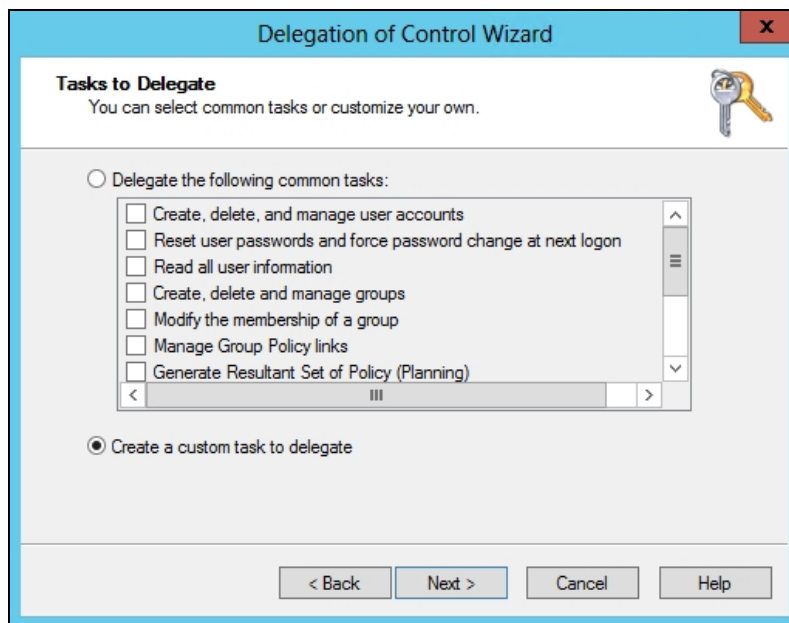 Delegation of Control Wizard
x
Tasks to Delegate
You can select common tasks or customize your own.
Delegate the following common tasks:
Create, delete, and manage user accounts
Reset user passwords and force password change at next logon
Read all user information
Create, delete and manage groups
Modify the membership of a group
Manage Group Policy links
Generate Resultant Set of Policy (Planning)
Create a custom task to delegate
< Back Next > Cancel Help